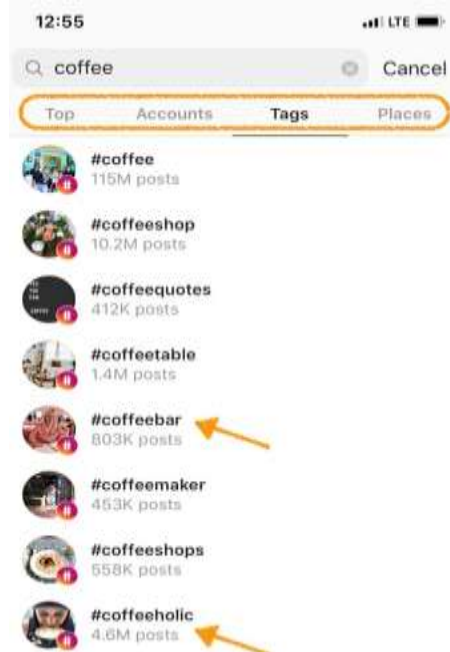 12:55 LTE
coffee Cancel
Top Accounts Tags Places
#coffee
115M posts
#coffeeshop
10.2M posts
#coffeequotes
412K posts
#coffeetable
1.4M posts
#coffeebar
803K posts
#coffeemaker
453K posts
#coffeeshops
558K posts
#coffeeholic
4.6M posts